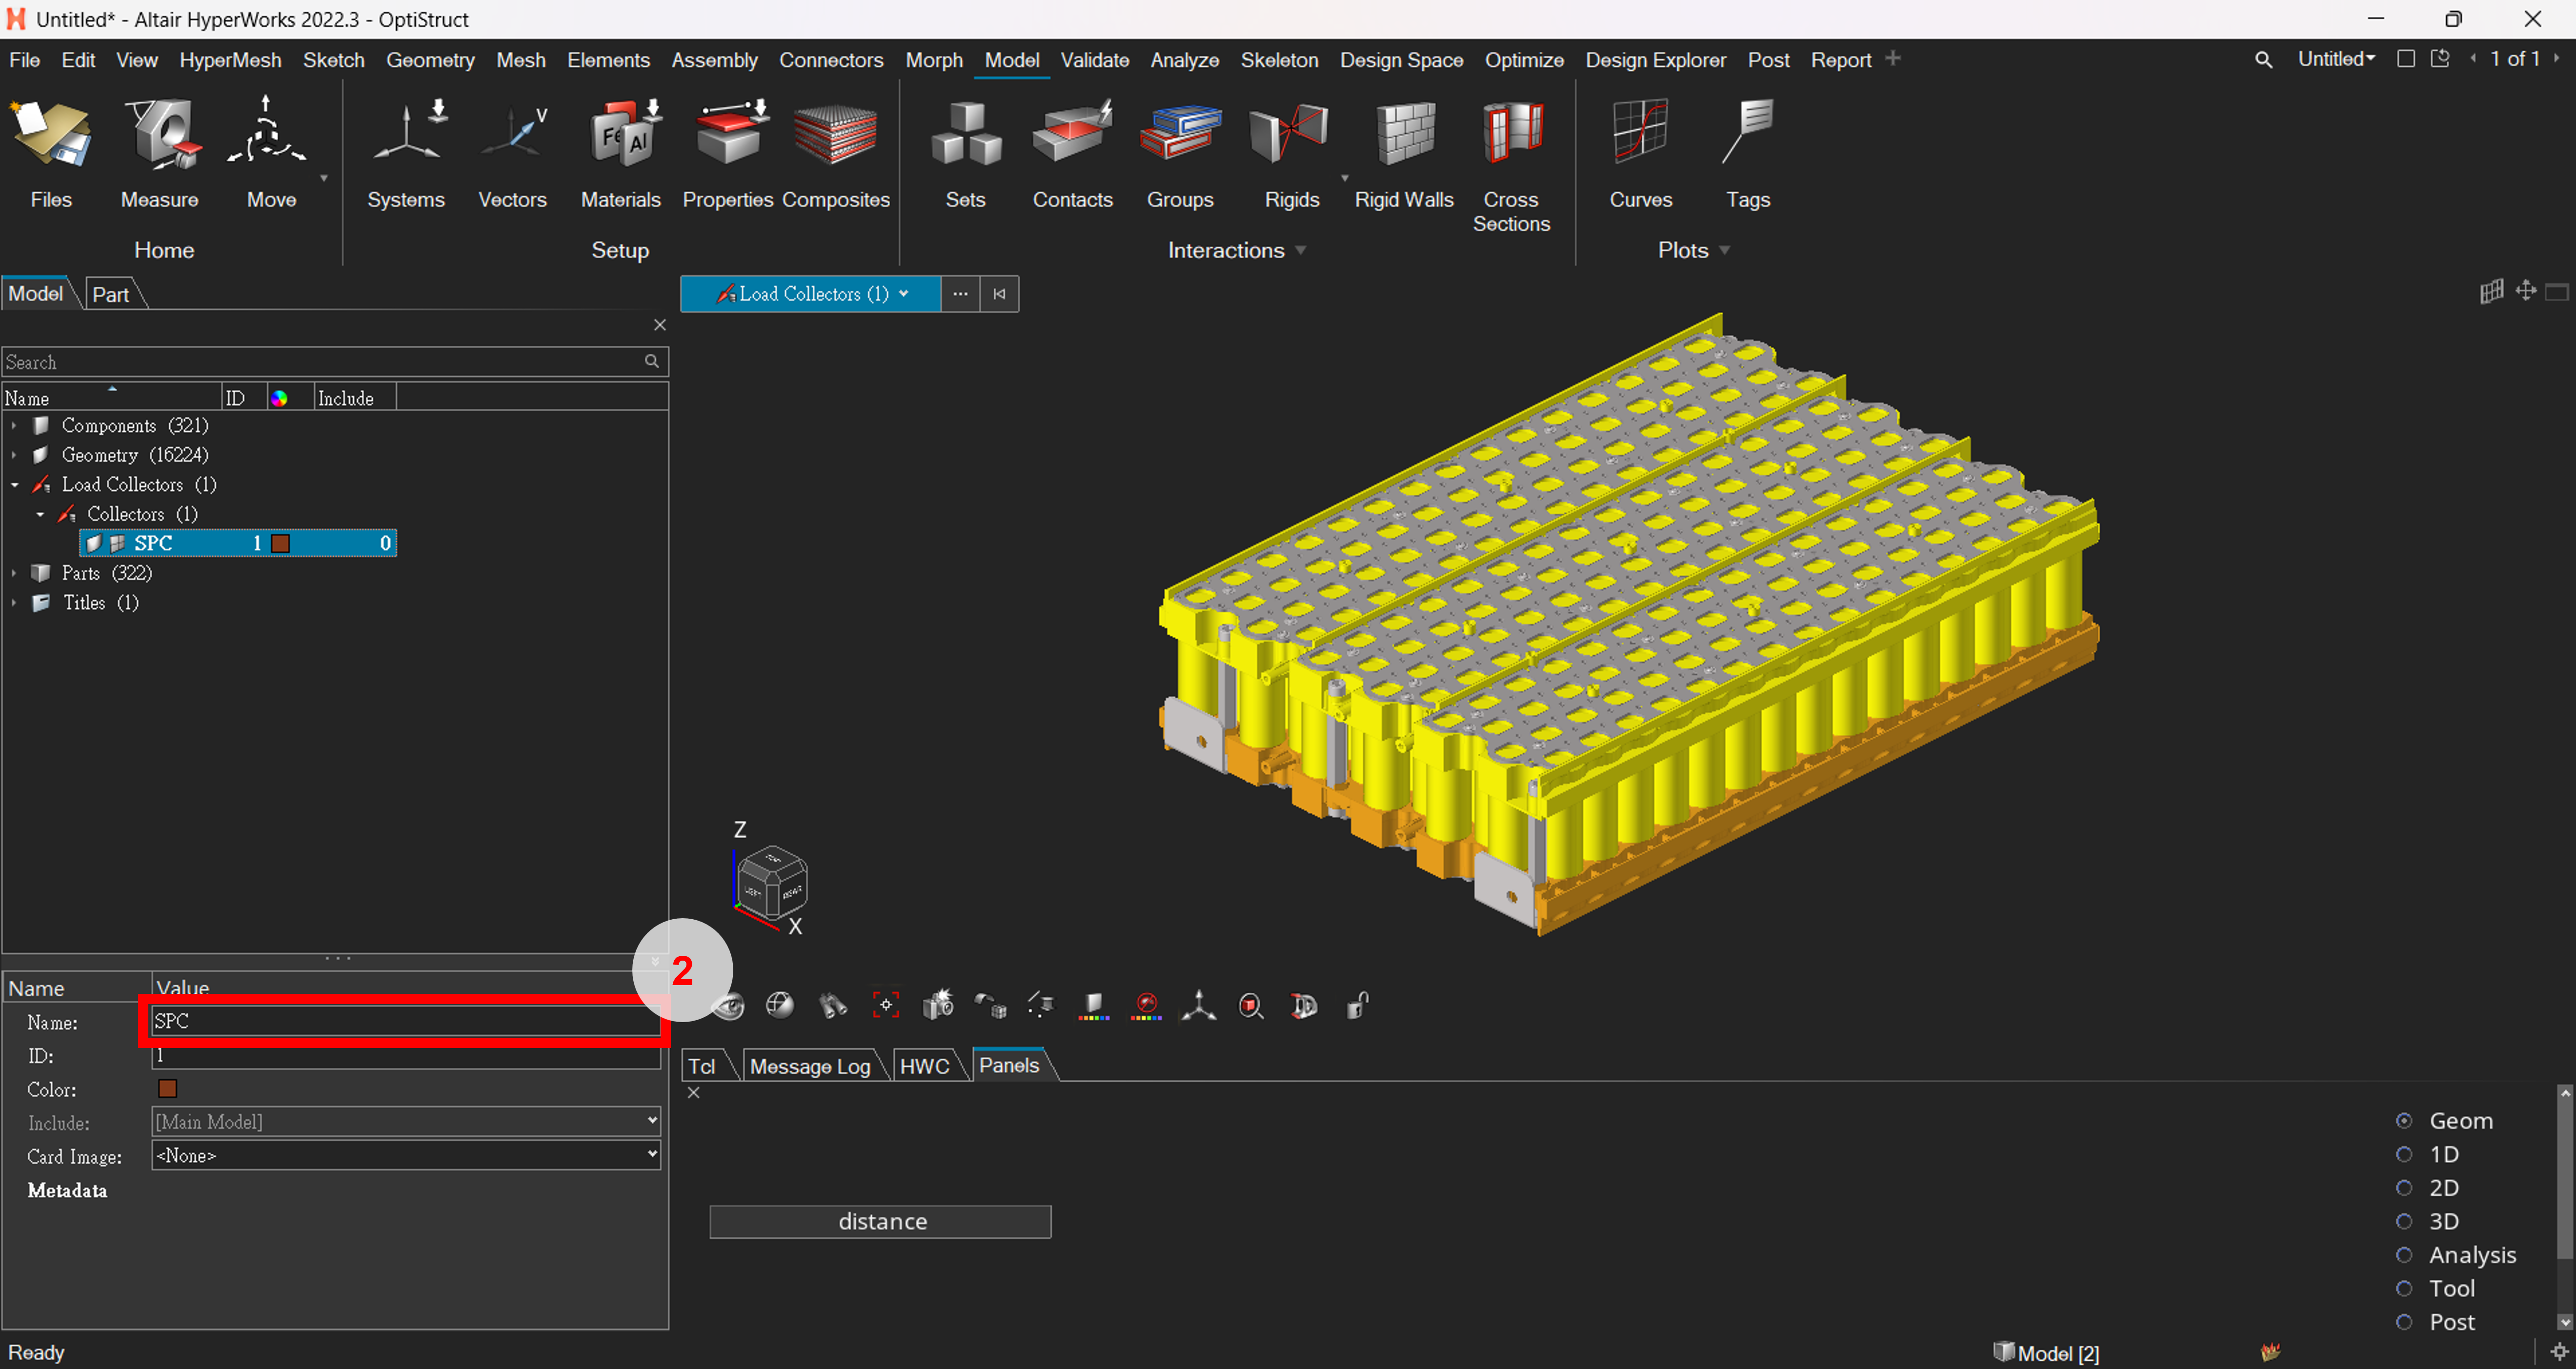 Untitled* - Altair HyperWorks 2022.3 - OptiStruct
File Edit View HyperMesh Sketch Geometry Mesh Elements Assembly Connectors Morph Model Validate Analyze Skeleton Design Space Optimize Design Explorer Post Report Untitled 1 of 1
Fe Al V
Files Measure Move Systems Vectors Materials Properties Composites Sets Contacts Groups Rigids Rigid Walls Cross Sections Curves Tags
Home Setup Interactions Plots
Model Part
Load Collectors (1) ...
Search
Name ID Include
Components (321)
Geometry (16224)
Load Collectors (1)
Collectors (1)
SPC 1 0
Parts (322)
Titles (1)
Z
X
2
Name Value
Name: SPC
ID: 1
Color:
Include: [Main Model]
Card Image: <None>
Metadata
Tcl Message Log HWC Panels
distance
Geom
1D
2D
3D
Analysis
Tool
Post
Ready
Model [2]